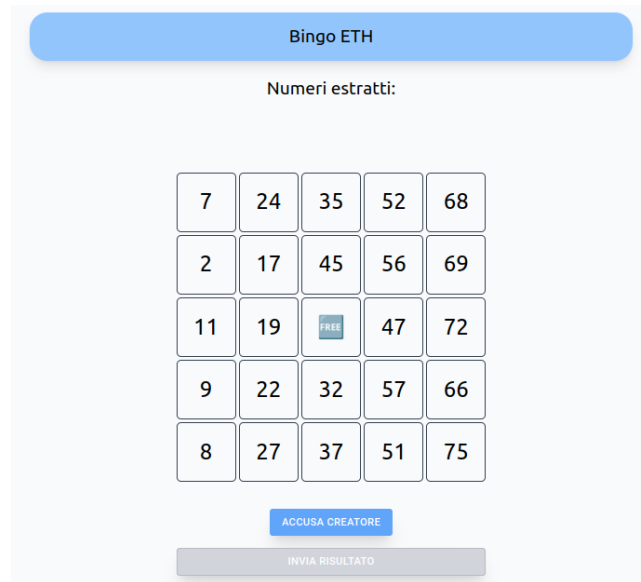 Bingo ETH
Numeri estratti:
7 24 35 52 68
2 17 45 56 69
11 19 FREE 47 72
9 22 32 57 66
8 27 37 51 75
ACCUSA CREATORE
INVIA RISULTATO